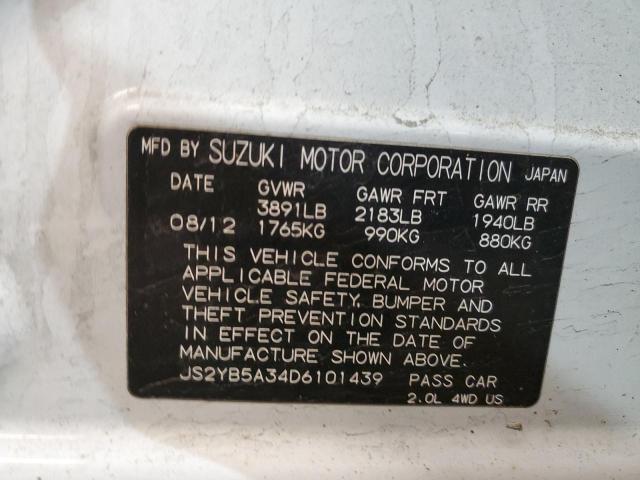 MFD BY SUZUKI MOTOR CORPORATION JAPAN
DATE GVWR GAWR FRT GAWR RR
3891LB 2183LB 1940LB
08/12 1765KG 990KG 880KG
THIS VEHICLE CONFORMS TO ALL
APPLICABLE FEDERAL MOTOR
VEHICLE SAFETY, BUMPER AND
THEFT PREVENTION STANDARDS
IN EFFECT ON THE DATE OF
MANUFACTURE SHOWN ABOVE.
JS2YB5A34D6101439 PASS CAR
2.0L 4WD US